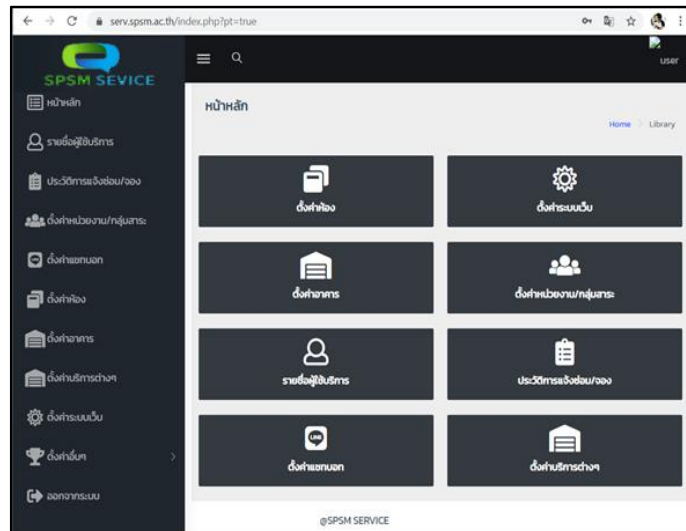 serv.spsm.ac.th/index.php?pt=true
SPSM SEVICE
user
หน้าหลัก
รายชื่อผู้ใช้บริการ
ประวัติการแจ้งซ่อม/จอง
ตั้งค่าหน่วยงาน/กลุ่มสาระ
ตั้งค่าแชทบอท
ตั้งค่าห้อง
ตั้งค่าอาคาร
ตั้งค่าบริการต่างๆ
ตั้งค่าระบบเว็บ
ตั้งค่าอื่นๆ
ออกจากระบบ
หน้าหลัก
Home > Library
ตั้งค่าห้อง
ตั้งค่าระบบเว็บ
ตั้งค่าอาคาร
ตั้งค่าหน่วยงาน/กลุ่มสาระ
รายชื่อผู้ใช้บริการ
ประวัติการแจ้งซ่อม/จอง
LINE
ตั้งค่าแชทบอท
ตั้งค่าบริการต่างๆ
@SPSM SERVICE